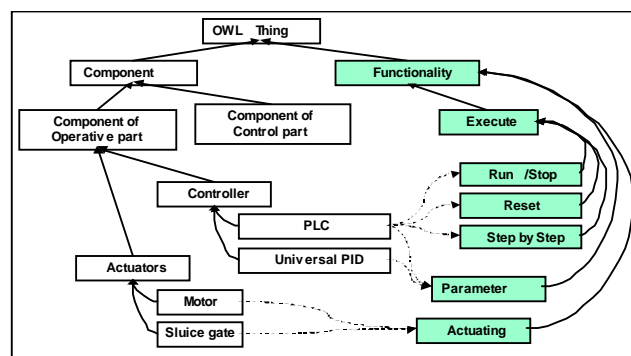 OWL Thing
Component
Functionality
Component of
Operative part
Component of
Control part
Execute
Controller
Run /Stop
PLC
Reset
Step by Step
Actuators
Universal PID
Parameter
Motor
Sluice gate
Actuating